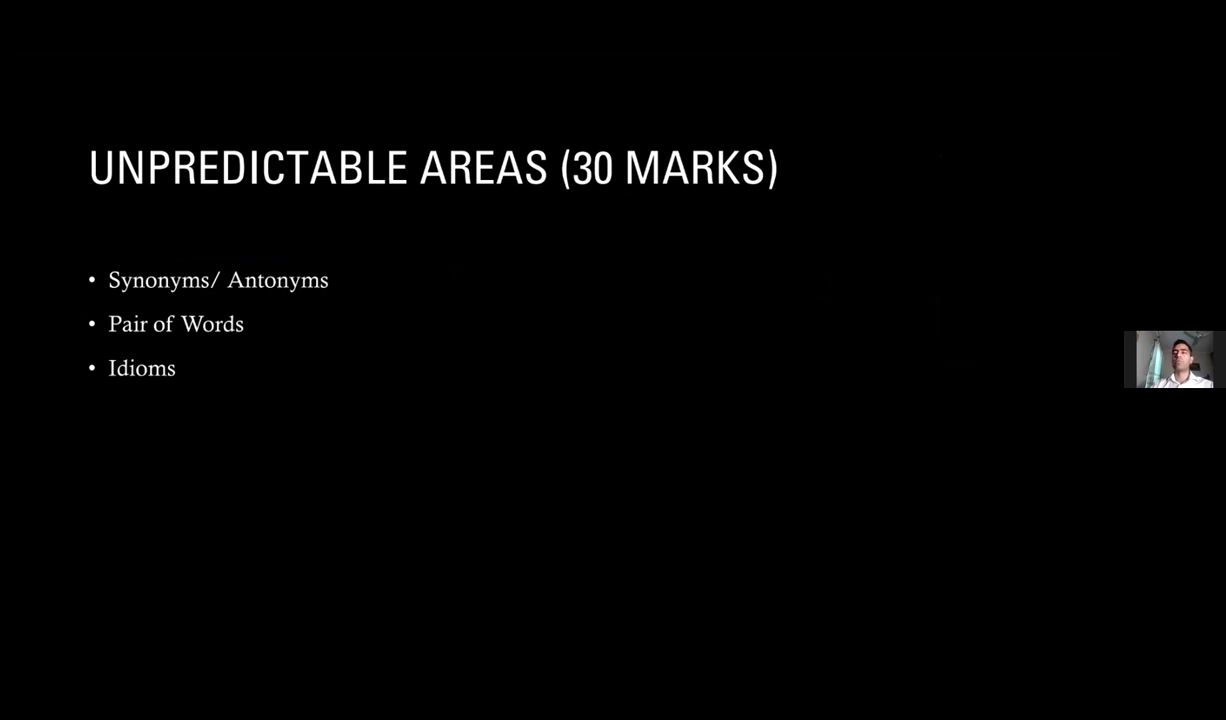 UNPREDICTABLE AREAS (30 MARKS)
• Synonyms/ Antonyms
• Pair of Words
• Idioms